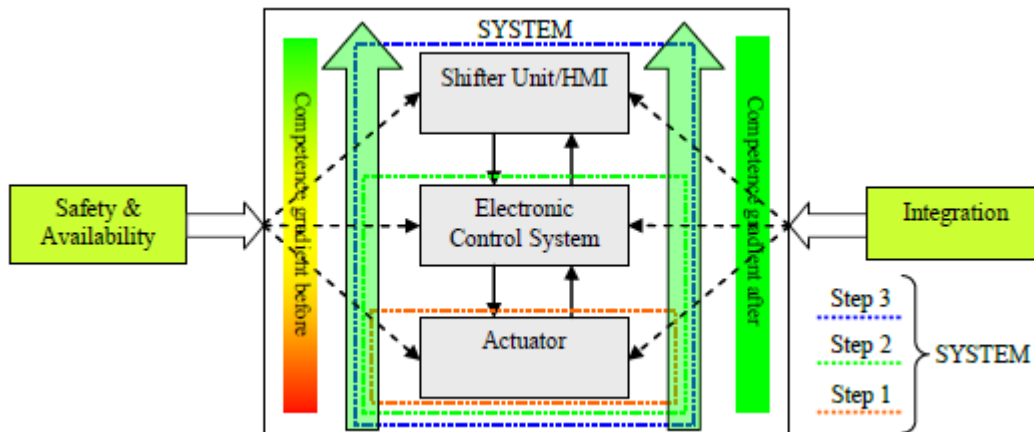 SYSTEM
Shifter Unit/HMI
Competence gradient before
Competence gradient after
Safety &
Availability
Electronic
Control System
Integration
Actuator
Step 3
Step 2
Step 1
SYSTEM